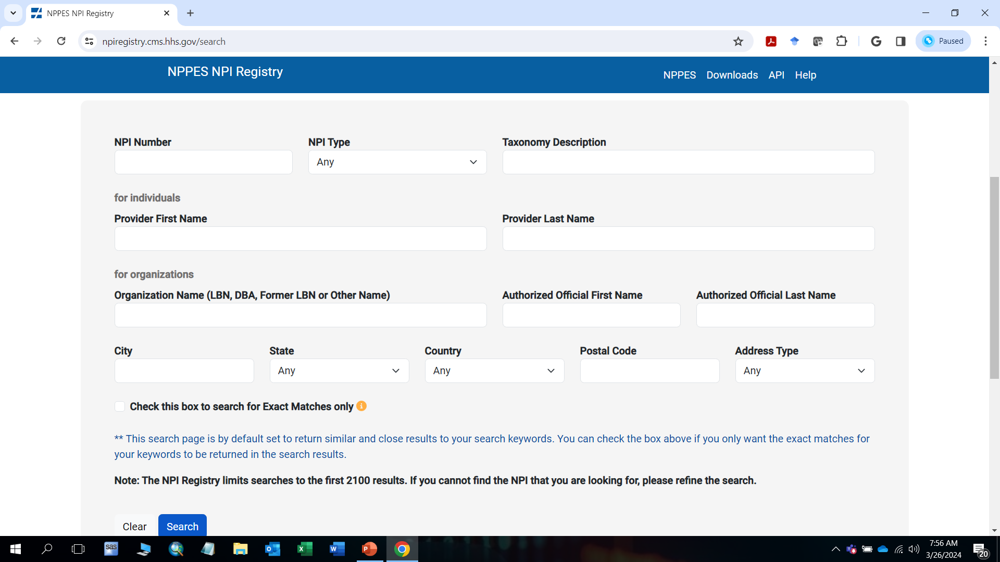 NPPES NPI Registry
npiregistry.cms.hhs.gov/search
Paused
NPPES NPI Registry
NPPES Downloads API Help
NPI Number NPI Type Taxonomy Description
Any
for individuals
Provider First Name Provider Last Name
for organizations
Organization Name (LBN, DBA, Former LBN or Other Name) Authorized Official First Name Authorized Official Last Name
City State Country Postal Code Address Type
Any Any Any
Check this box to search for Exact Matches only
** This search page is by default set to return similar and close results to your search keywords. You can check the box above if you only want the exact matches for
your keywords to be returned in the search results.
Note: The NPI Registry limits searches to the first 2100 results. If you cannot find the NPI that you are looking for, please refine the search.
Clear Search
sas
7:56 AM
3/26/2024
20